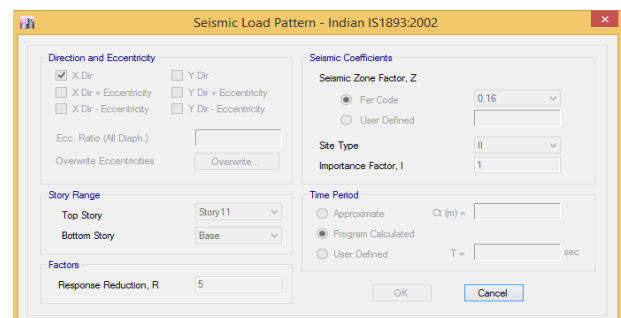 Seismic Load Pattern - Indian IS1893:2002
Direction and Eccentricity
X Dir
Y Dir
X Dir + Eccentricity
Y Dir + Eccentricity
X Dir - Eccentricity
Y Dir - Eccentricity
Ecc. Ratio (All Diaph.)
Overwrite Eccentricities
Overwrite...
Story Range
Top Story
Story11
Bottom Story
Base
Factors
Response Reduction, R
5
Seismic Coefficients
Seismic Zone Factor, Z
Per Code
0.16
User Defined
Site Type
II
Importance Factor, I
1
Time Period
Approximate
Ct (m) =
Program Calculated
User Defined
T =
sec
OK
Cancel